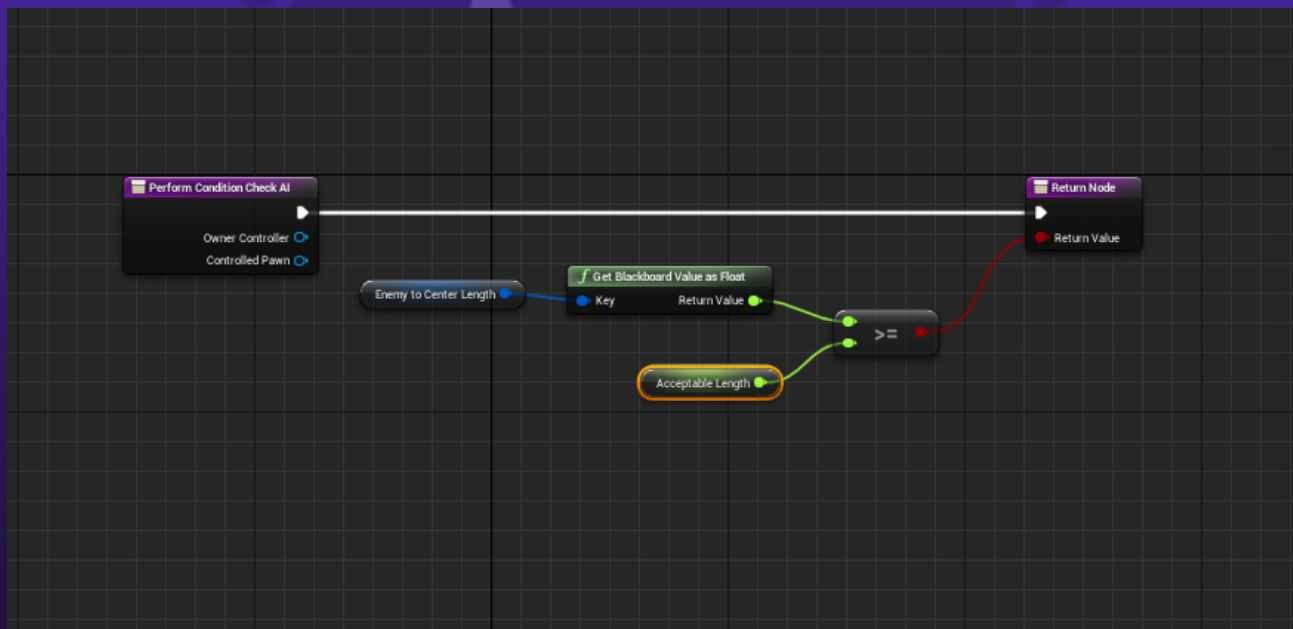 Perform Condition Check AI
Owner Controller
Controlled Pawn
Enemy to Center Length
f Get Blackboard Value as Float
Key
Return Value
Acceptable Length
>=
Return Node
Return Value